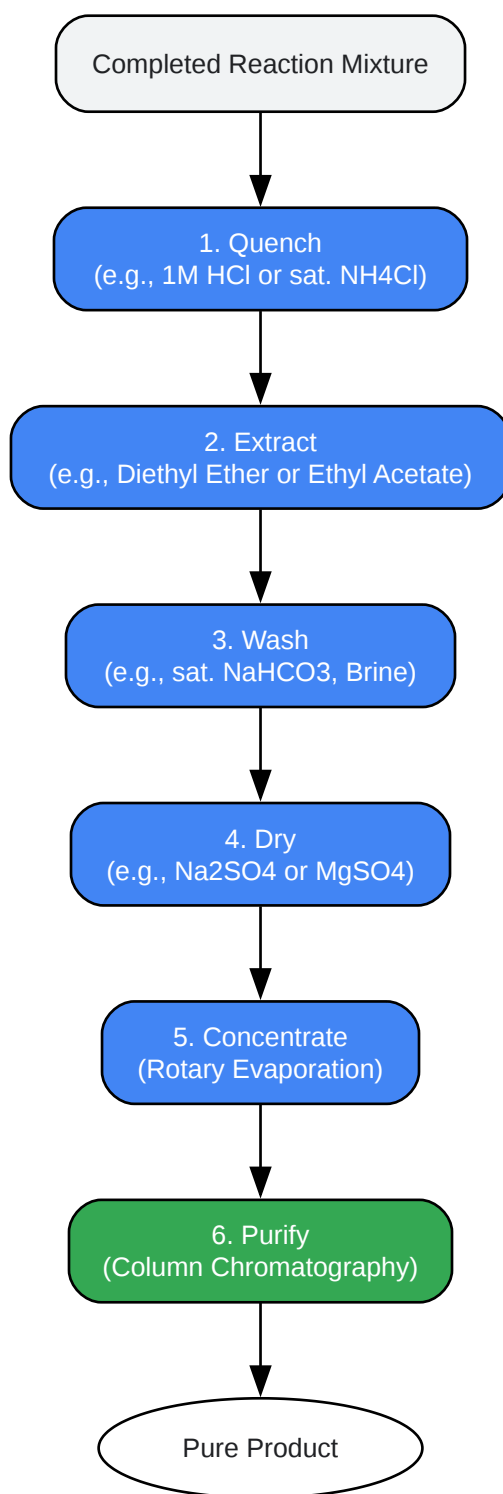 Completed Reaction Mixture
1. Quench
(e.g., 1M HCl or sat. NH4Cl)
2. Extract
(e.g., Diethyl Ether or Ethyl Acetate)
3. Wash
(e.g., sat. NaHCO3, Brine)
4. Dry
(e.g., Na2SO4 or MgSO4)
5. Concentrate
(Rotary Evaporation)
6. Purify
(Column Chromatography)
Pure Product